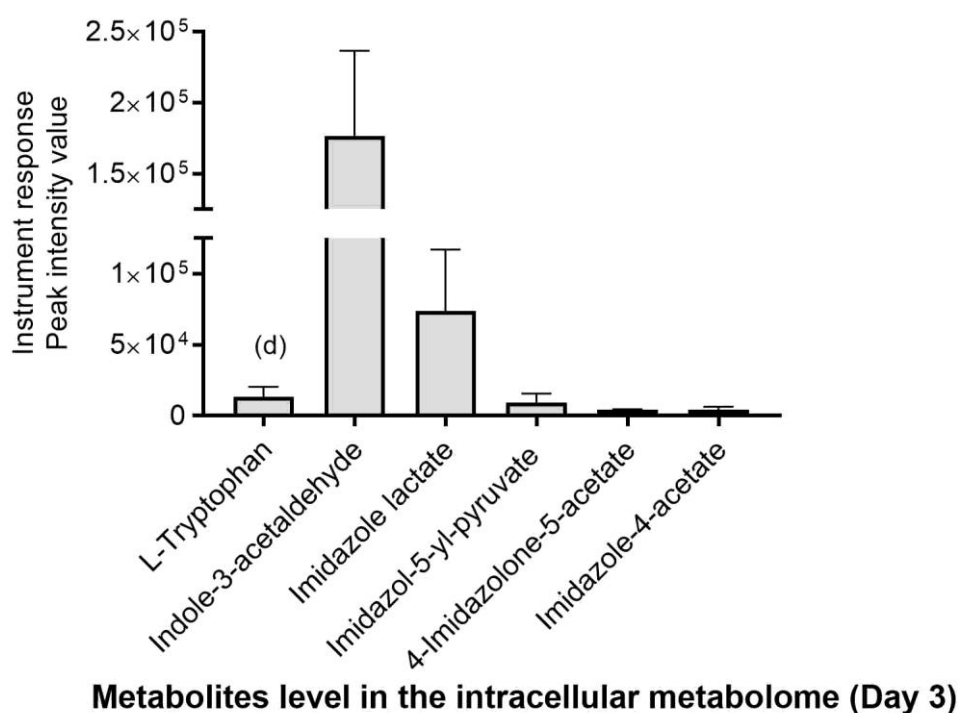 Instrument response
Peak intensity value
2.5×10⁵
2×10⁵
1.5×10⁵
1×10⁵
5×10⁴
0
(d)
L-Tryptophan
Indole-3-acetaldehyde
Imidazole lactate
Imidazol-5-yl-pyruvate
4-Imidazolone-5-acetate
Imidazole-4-acetate
Metabolites level in the intracellular metabolome (Day 3)